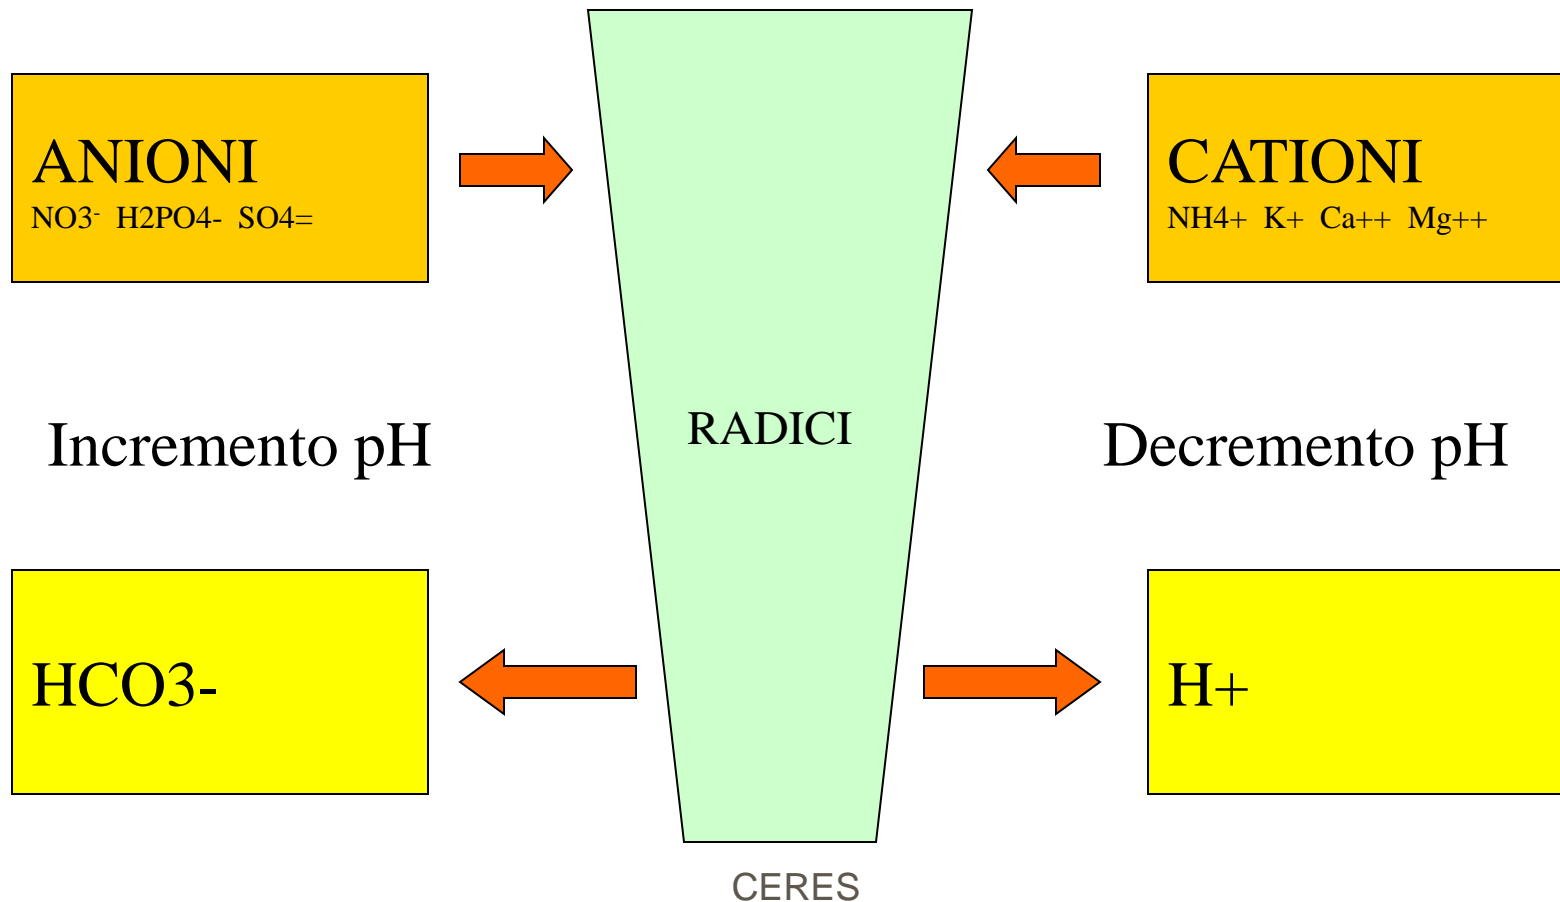 ANIONI
NO3⁻ H2PO4- SO4=
CATIONI
NH4+ K+ Ca++ Mg++
RADICI
Incremento pH
Decremento pH
HCO3-
H+
CERES